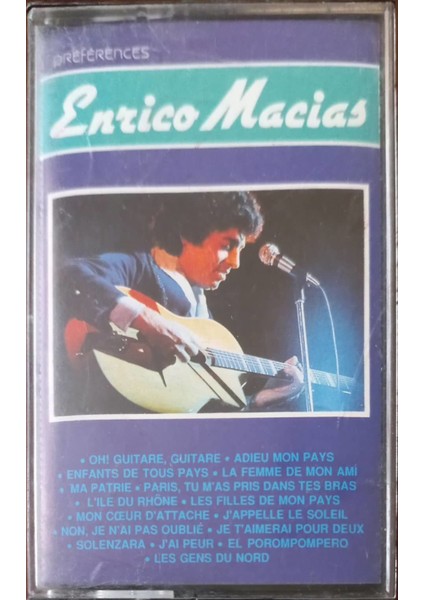 PRÉFÉRENCES
Enrico Macias
• OH! GUITARE, GUITARE • ADIEU MON PAYS
• ENFANTS DE TOUS PAYS • LA FEMME DE MON AMI
• MA PATRIE • PARIS, TU M'AS PRIS DANS TES BRAS
• L'ILE DU RHÔNE • LES FILLES DE MON PAYS
• MON CŒUR D'ATTACHE • J'APPELLE LE SOLEIL
• NON, JE N'AI PAS OUBLIÉ • JE T'AIMERAI POUR DEUX
• SOLENZARA • J'AI PEUR • EL POROMPOMPERO
• LES GENS DU NORD